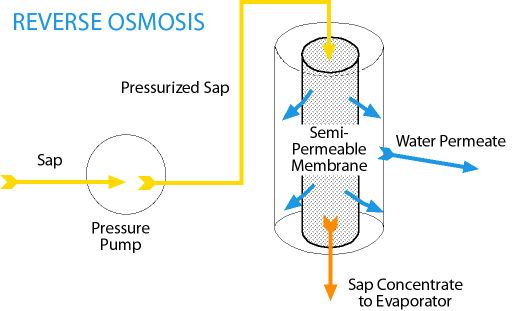 REVERSE OSMOSIS
Pressurized Sap
Sap
Pressure
Pump
Semi-
Permeable
Membrane
Water Permeate
Sap Concentrate
to Evaporator